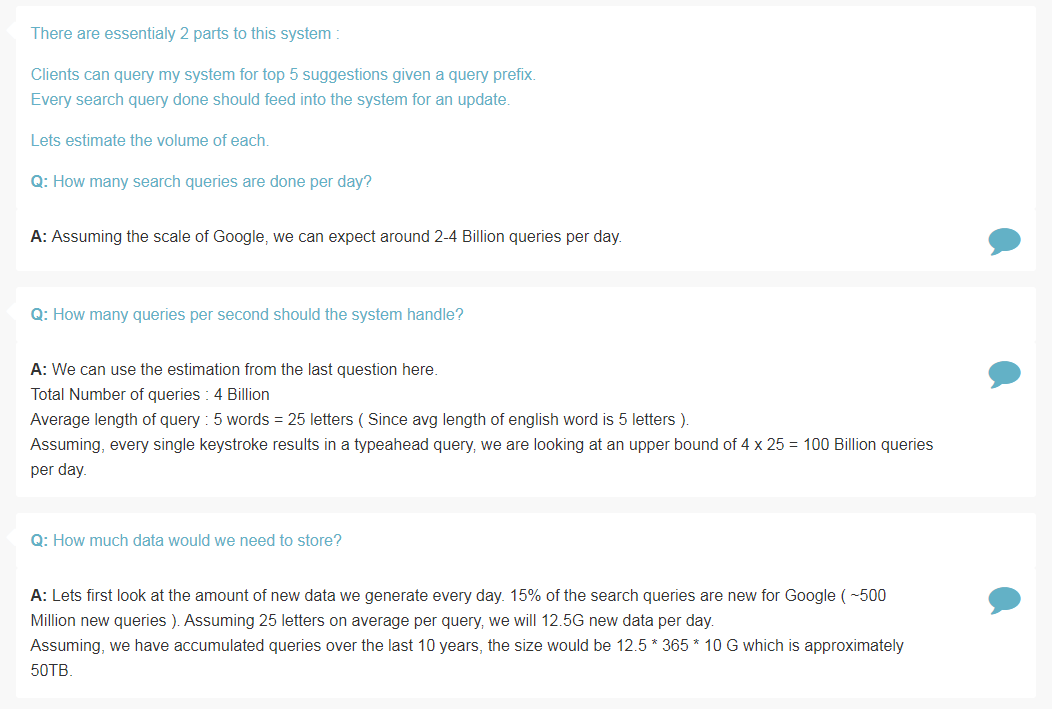 There are essentialy 2 parts to this system :
Clients can query my system for top 5 suggestions given a query prefix.
Every search query done should feed into the system for an update.
Lets estimate the volume of each.
Q: How many search queries are done per day?
A: Assuming the scale of Google, we can expect around 2-4 Billion queries per day.
Q: How many queries per second should the system handle?
A: We can use the estimation from the last question here.
Total Number of queries : 4 Billion
Average length of query : 5 words = 25 letters ( Since avg length of english word is 5 letters ).
Assuming, every single keystroke results in a typeahead query, we are looking at an upper bound of 4 x 25 = 100 Billion queries
per day.
Q: How much data would we need to store?
A: Lets first look at the amount of new data we generate every day. 15% of the search queries are new for Google ( ~500
Million new queries ). Assuming 25 letters on average per query, we will 12.5G new data per day.
Assuming, we have accumulated queries over the last 10 years, the size would be 12.5 * 365 * 10 G which is approximately
50TB.